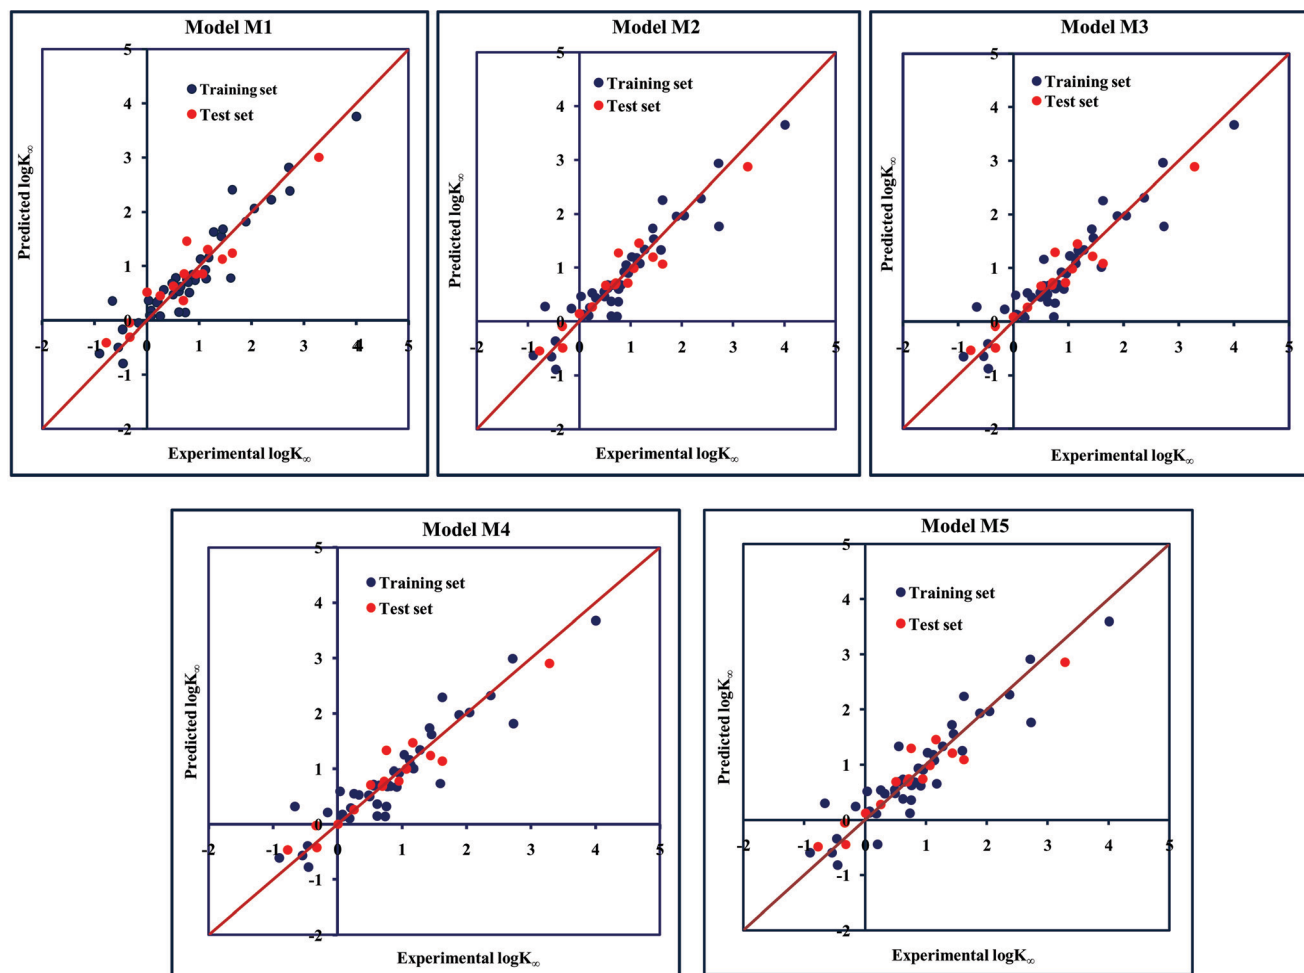 Model M1
5
4
3
2
1
0
-1
-2
-2 -1 0 1 2 3 4 5
Training set
Test set
Predicted logK∞
Experimental logK∞
Model M2
5
4
3
2
1
0
-1
-2
-2 -1 0 1 2 3 4 5
Training set
Test set
Predicted logK∞
Experimental logK∞
Model M3
5
4
3
2
1
0
-1
-2
-2 -1 0 1 2 3 4 5
Training set
Test set
Predicted logK∞
Experimental logK∞
Model M4
5
4
3
2
1
0
-1
-2
-2 -1 0 1 2 3 4 5
Training set
Test set
Predicted logK∞
Experimental logK∞
Model M5
5
4
3
2
1
0
-1
-2
-2 -1 0 1 2 3 4 5
Training set
Test set
Predicted logK∞
Experimental logK∞